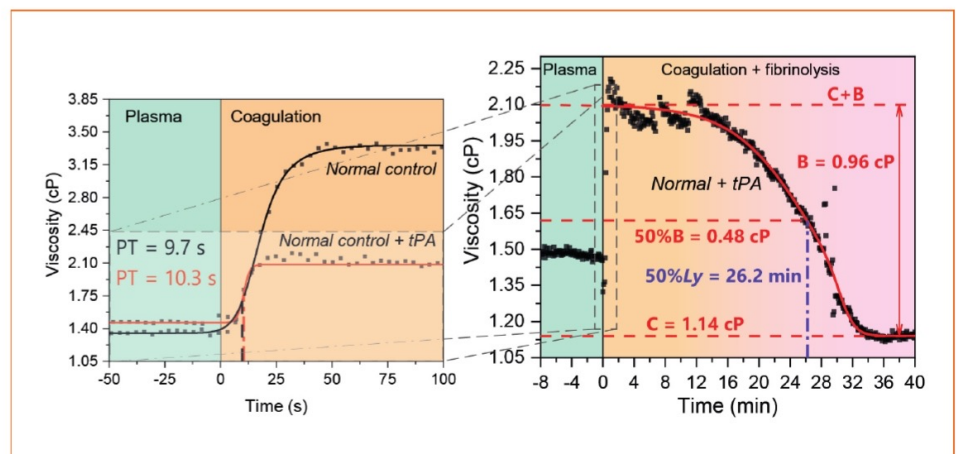 3.85
3.50
3.15
2.80
2.45
2.10
1.75
1.40
1.05
Viscosity (cP)
Plasma
Coagulation
Normal control
Normal control + tPA
PT = 9.7 s
PT = 10.3 s
-50 -25 0 25 50 75 100
Time (s)
2.25
2.10
1.95
1.80
1.65
1.50
1.35
1.20
1.05
Viscosity (cP)
Plasma
Coagulation + fibrinolysis
C+B
B = 0.96 cP
Normal + tPA
50%B = 0.48 cP
50%Ly = 26.2 min
C = 1.14 cP
-8 -4 0 4 8 12 16 20 24 28 32 36 40
Time (min)